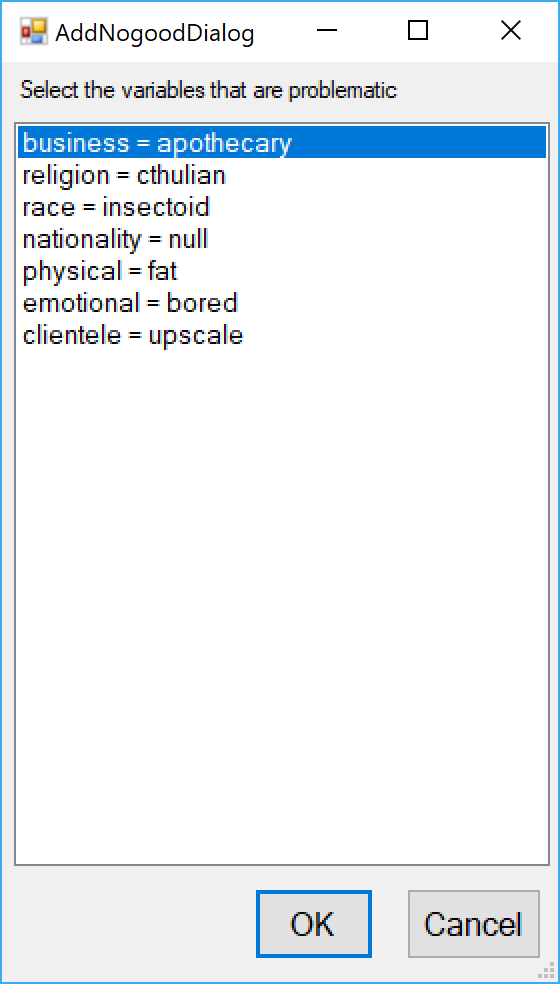 AddNogoodDialog
Select the variables that are problematic
business = apothecary
religion = cthulian
race = insectoid
nationality = null
physical = fat
emotional = bored
clientele = upscale
OK Cancel